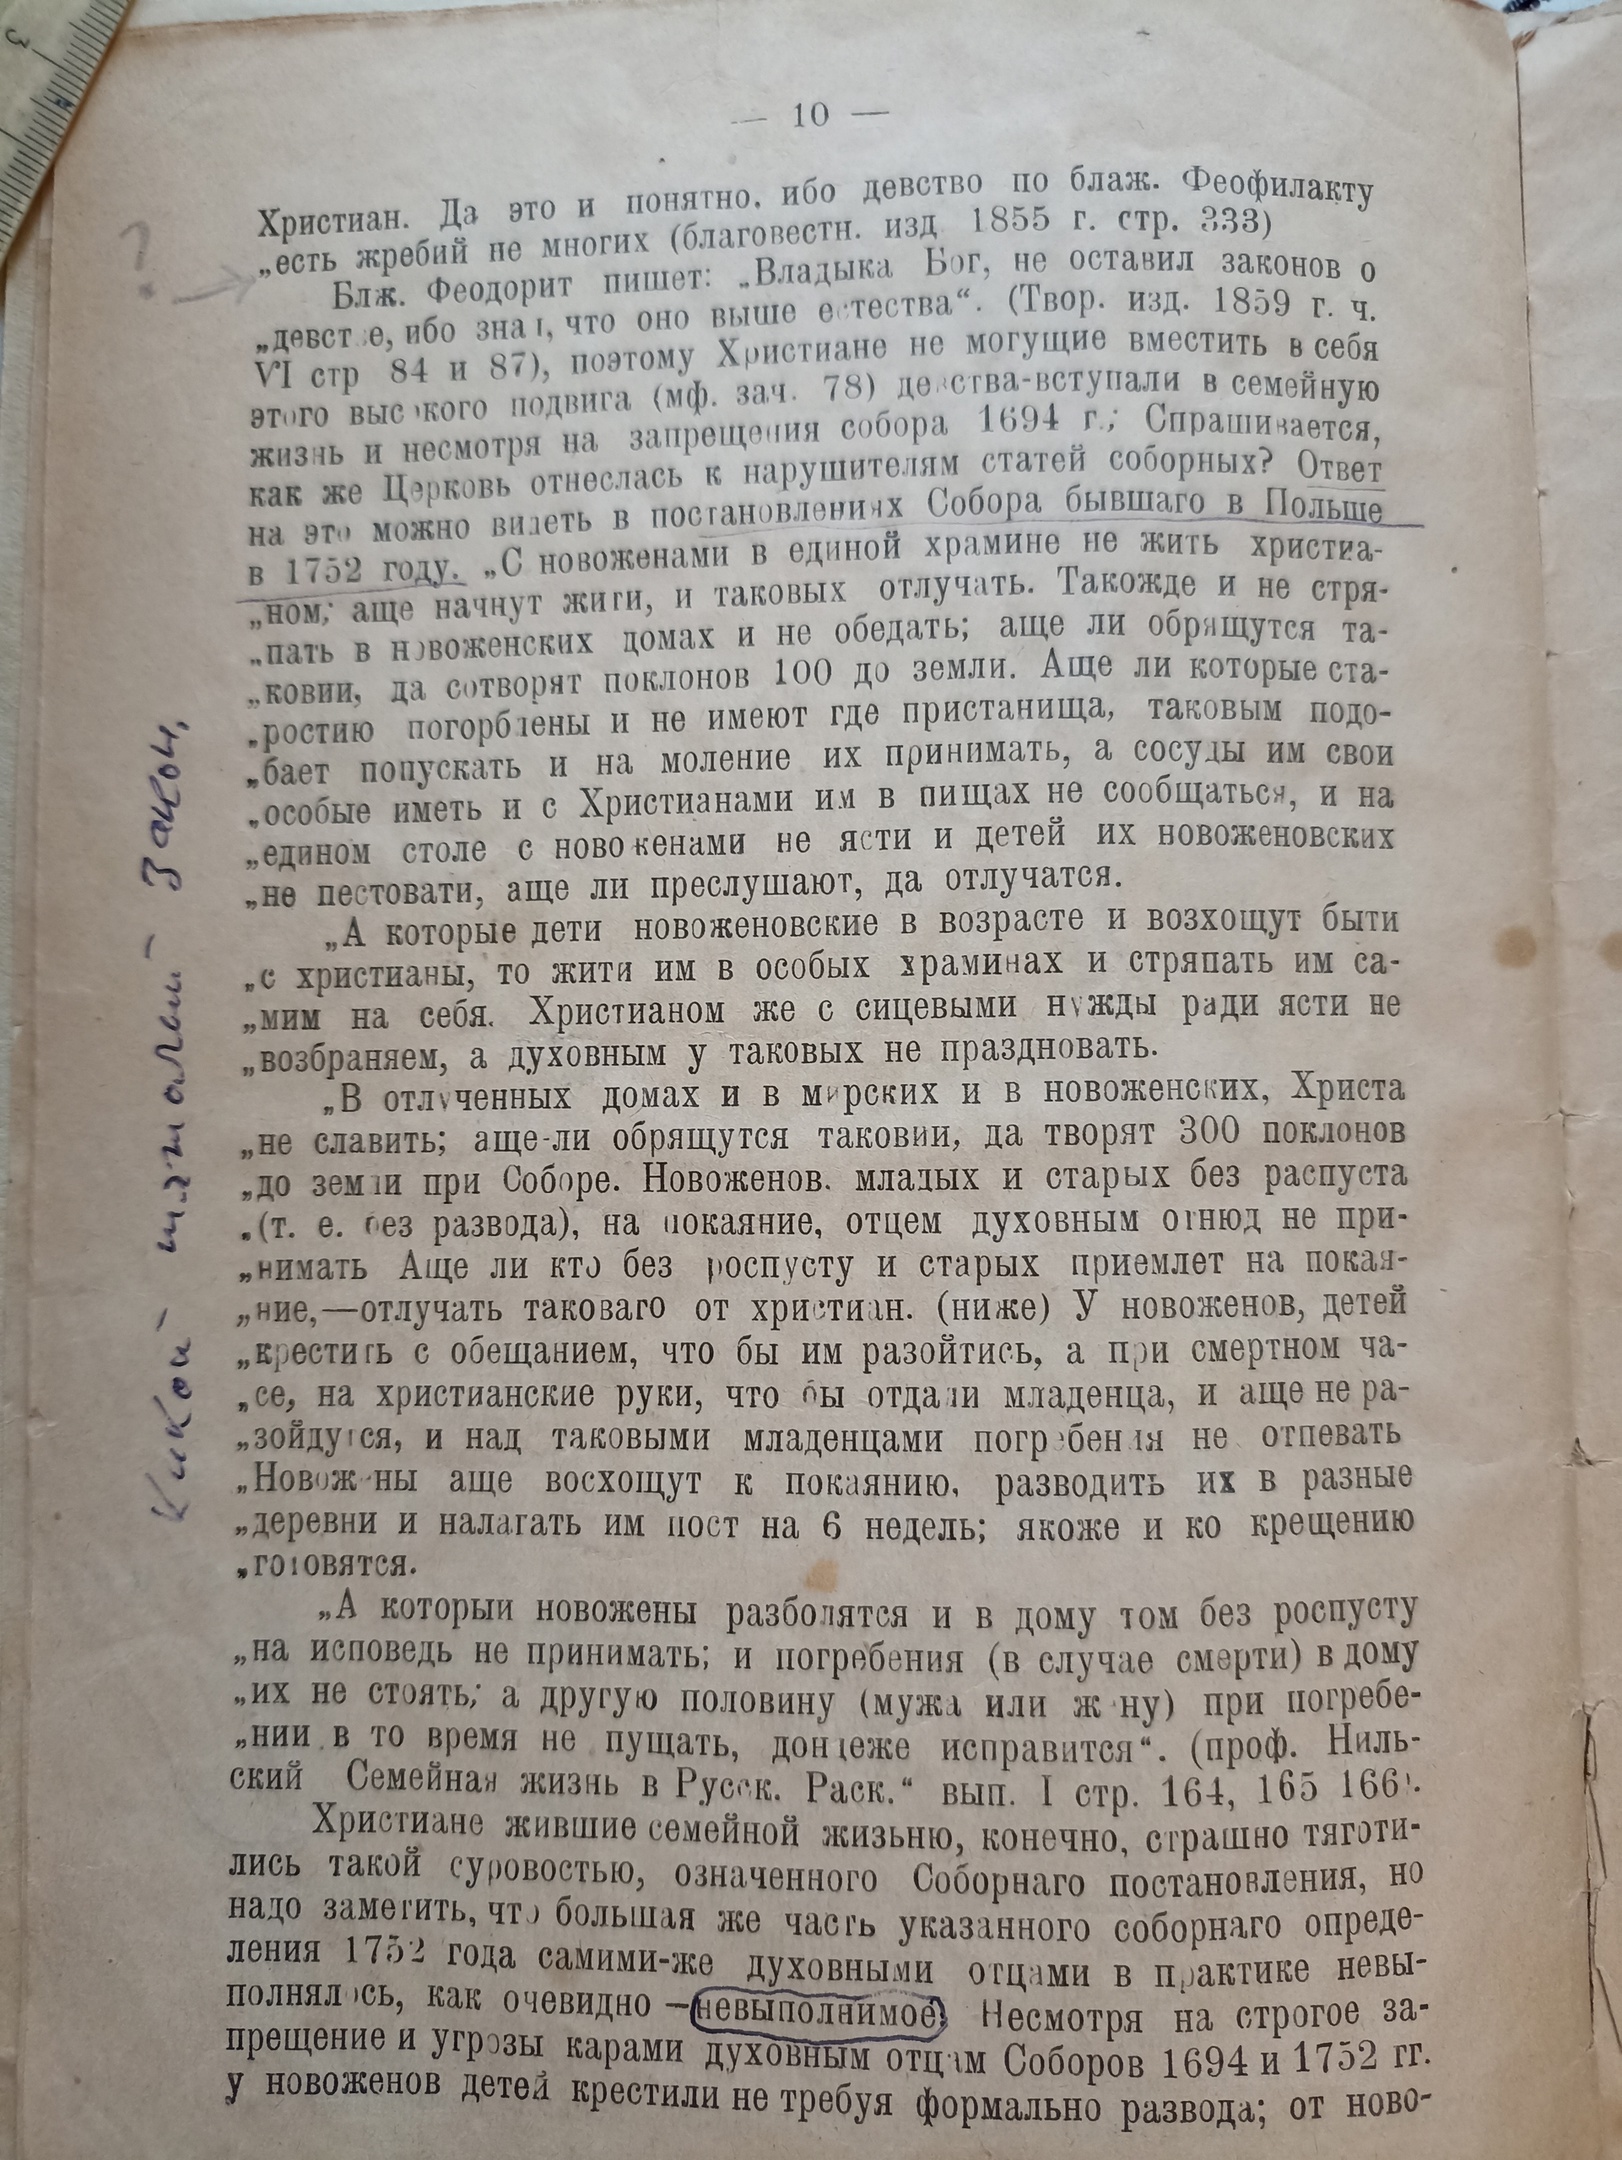 — 10 —
Христиан. Да это и понятно, ибо девство по блаж. Феофилакту
„есть жребий не многих (благовестн. изд 1855 г. стр. 333)
Блж. Феодорит пишет: „Владыка Бог, не оставил законов о
„девстве, ибо знал, что оно выше естества“. (Твор. изд. 1859 г. ч.
VI стр 84 и 87), поэтому Христиане не могущие вместить в себя
этого высокого подвига (мф. зач. 78) девства-вступали в семейную
жизнь и несмотря на запрещения собора 1694 г.; Спрашивается,
как же Церковь отнеслась к нарушителям статей соборных? Ответ
на это можно видеть в постановлениях Собора бывшаго в Польше
в 1752 году. „С новоженами в единой храмине не жить христиа-
„ном; аще начнут жити, и таковых отлучать. Такожде и не стря-
„пать в новоженских домах и не обедать; аще ли обрящутся та-
„ковии, да сотворят поклонов 100 до земли. Аще ли которые ста-
„ростию погорблены и не имеют где пристанища, таковым подо-
„бает попускать и на моление их принимать, а сосуды им свои
„особые иметь и с Христианами им в пищах не сообщаться, и на
„едином столе с новоженами не ясти и детей их новоженовских
„не пестовати, аще ли преслушают, да отлучатся.
„А которые дети новоженовские в возрасте и возхощут быти
„с христианы, то жити им в особых храминах и стряпать им са-
„мим на себя. Христианом же с сицевыми нужды ради ясти не
„возбраняем, а духовным у таковых не праздновать.
„В отлученных домах и в мирских и в новоженских, Христа
„не славить; аще-ли обрящутся таковии, да творят 300 поклонов
„до земли при Соборе. Новоженов. младых и старых без распуста
„(т. е. без развода), на покаяние, отцем духовным отнюд не при-
„нимать Аще ли кто без роспусту и старых приемлет на покая-
„ние,—отлучать таковаго от христиан. (ниже) У новоженов, детей
„крестить с обещанием, что бы им разойтись, а при смертном ча-
„се, на христианские руки, что бы отдали младенца, и аще не ра-
„зойдутся, и над таковыми младенцами погребения не отпевать
„Новожены аще восхощут к покаянию, разводить их в разные
„деревни и налагать им пост на 6 недель; якоже и ко крещению
„готовятся.
„А которыи новожены разболятся и в дому том без роспусту
„на исповедь не принимать; и погребения (в случае смерти) в дому
„их не стоять; а другую половину (мужа или жену) при погребе-
„нии в то время не пущать, дондеже исправится“. (проф. Ниль-
ский Семейная жизнь в Русск. Раск.“ вып. I стр. 164, 165 166).
Христиане жившие семейной жизьню, конечно, страшно тяготи-
лись такой суровостью, означенного Соборнаго постановления, но
надо заметить, что большая же часть указанного соборнаго опреде-
ления 1752 года самими-же духовными отцами в практике невы-
полнялось, как очевидно —невыполнимое. Несмотря на строгое за-
прещение и угрозы карами духовным отцам Соборов 1694 и 1752 гг.
у новоженов детей крестили не требуя формально развода; от ново-
?
Какой - - закон,